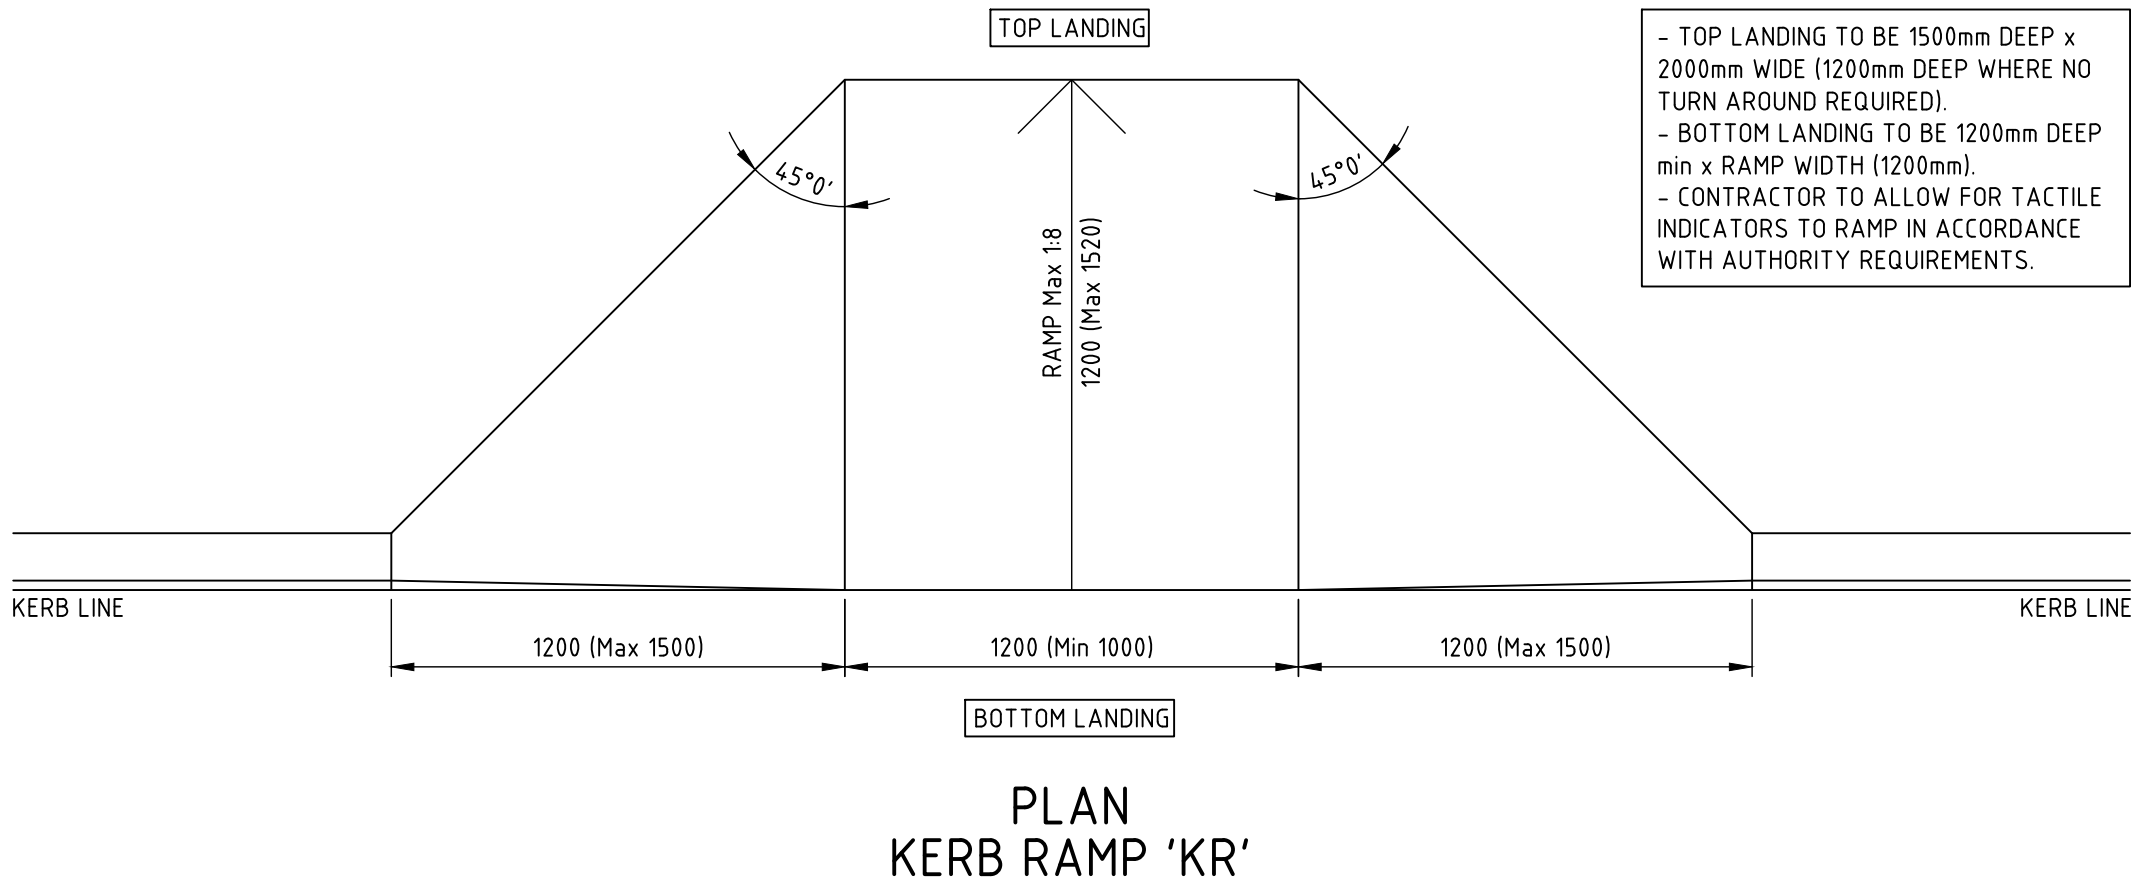 TOP LANDING
- TOP LANDING TO BE 1500mm DEEP x
2000mm WIDE (1200mm DEEP WHERE NO
TURN AROUND REQUIRED).
- BOTTOM LANDING TO BE 1200mm DEEP
min x RAMP WIDTH (1200mm).
- CONTRACTOR TO ALLOW FOR TACTILE
INDICATORS TO RAMP IN ACCORDANCE
WITH AUTHORITY REQUIREMENTS.
45°0'
45°0'
RAMP Max 1:8
1200 (Max 1520)
KERB LINE
KERB LINE
1200 (Max 1500)
1200 (Min 1000)
1200 (Max 1500)
BOTTOM LANDING
PLAN
KERB RAMP 'KR'